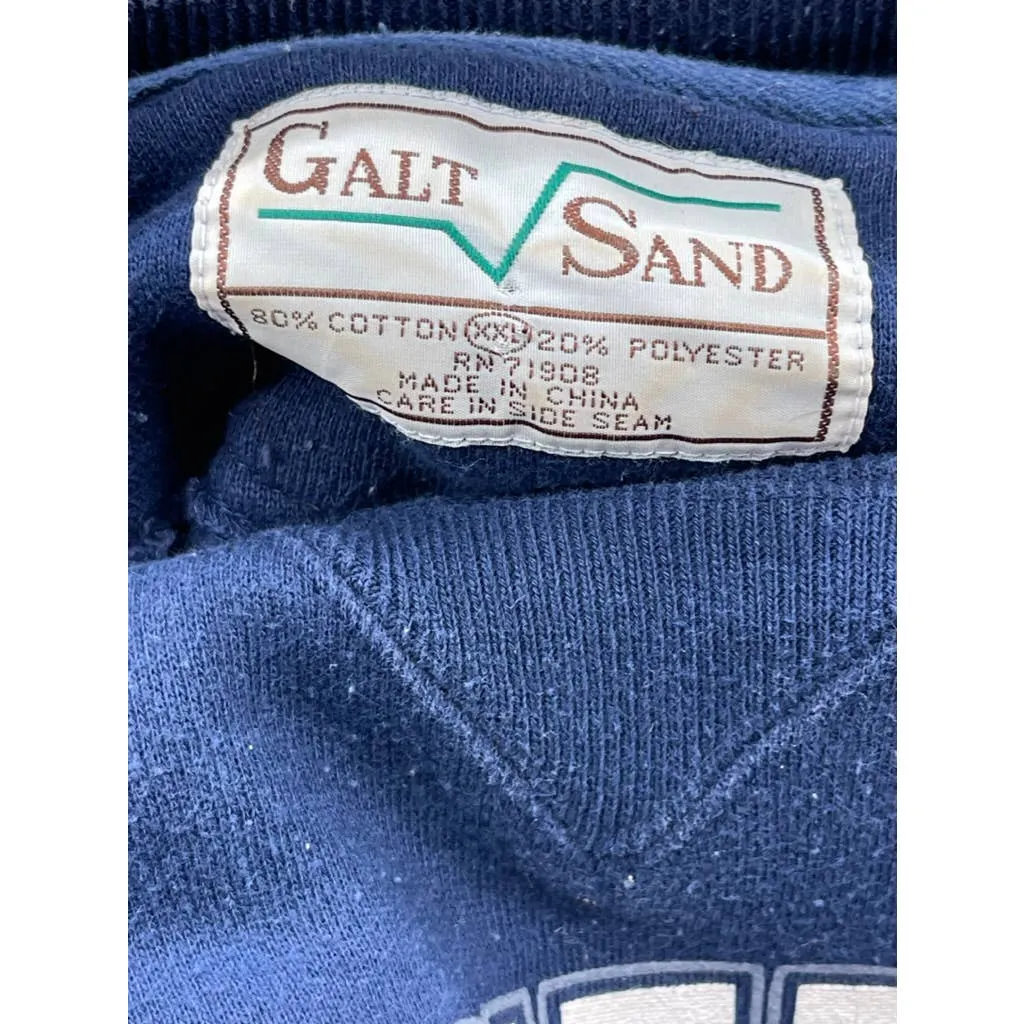 GALT SAND
80% COTTON XXL 20% POLYESTER
RN 71908
MADE IN CHINA
CARE IN SIDE SEAM